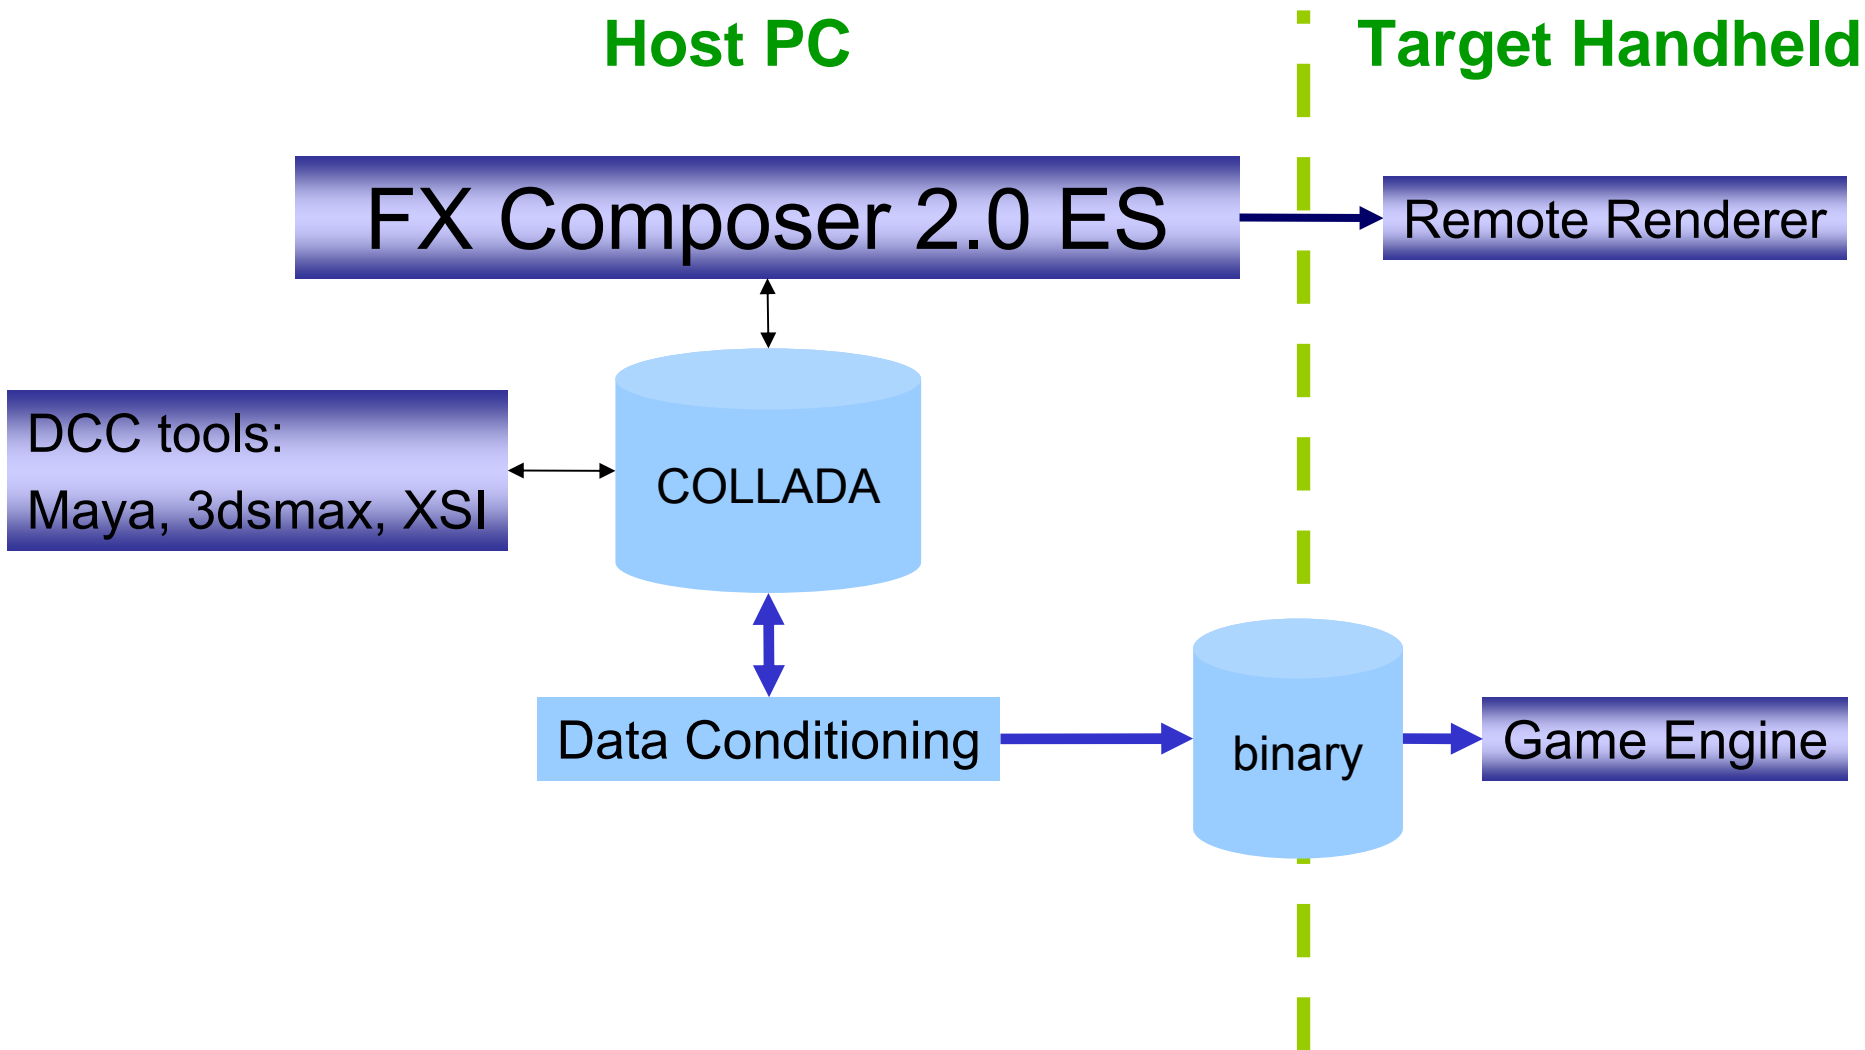 Host PC
Target Handheld
FX Composer 2.0 ES
Remote Renderer
DCC tools:
Maya, 3dsmax, XSI
COLLADA
Data Conditioning
binary
Game Engine